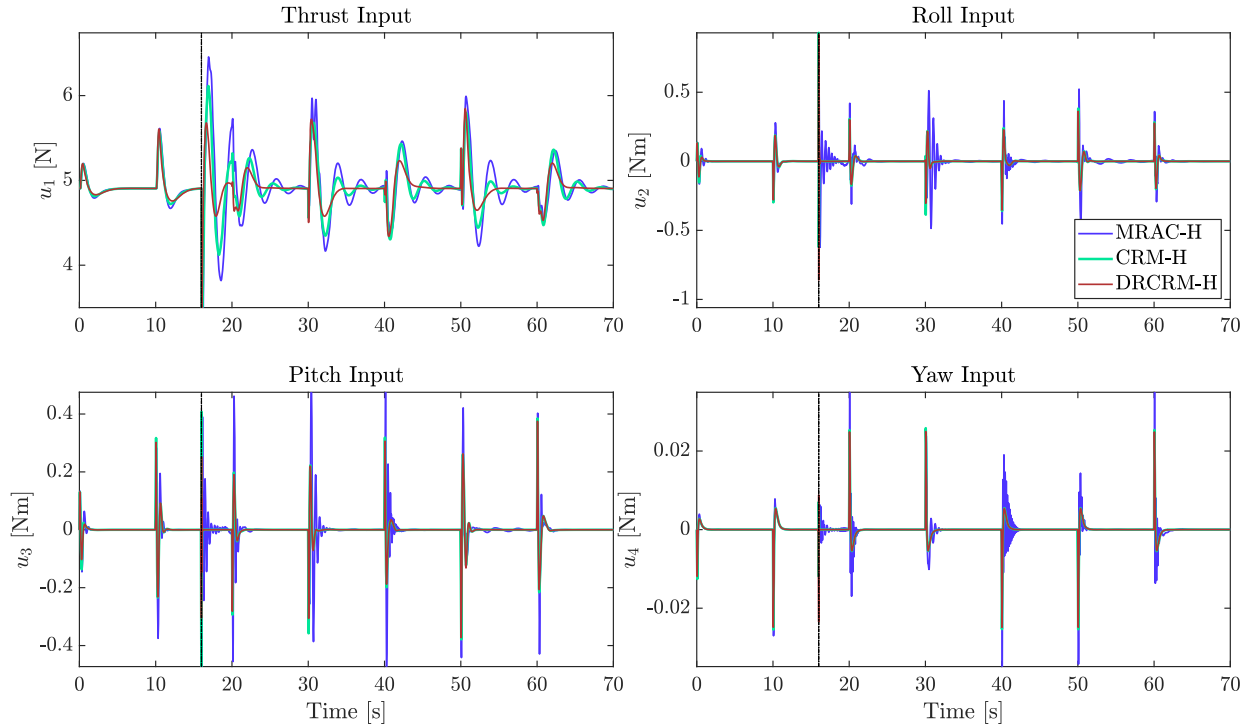 Thrust Input
Roll Input
u1 [N]
6
5
4
0 10 20 30 40 50 60 70
u2 [Nm]
0.5
0
-0.5
-1
0 10 20 30 40 50 60 70
MRAC-H
CRM-H
DRCRM-H
Pitch Input
Yaw Input
u3 [Nm]
0.4
0.2
0
-0.2
-0.4
0 10 20 30 40 50 60 70
Time [s]
u4 [Nm]
0.02
0
-0.02
0 10 20 30 40 50 60 70
Time [s]